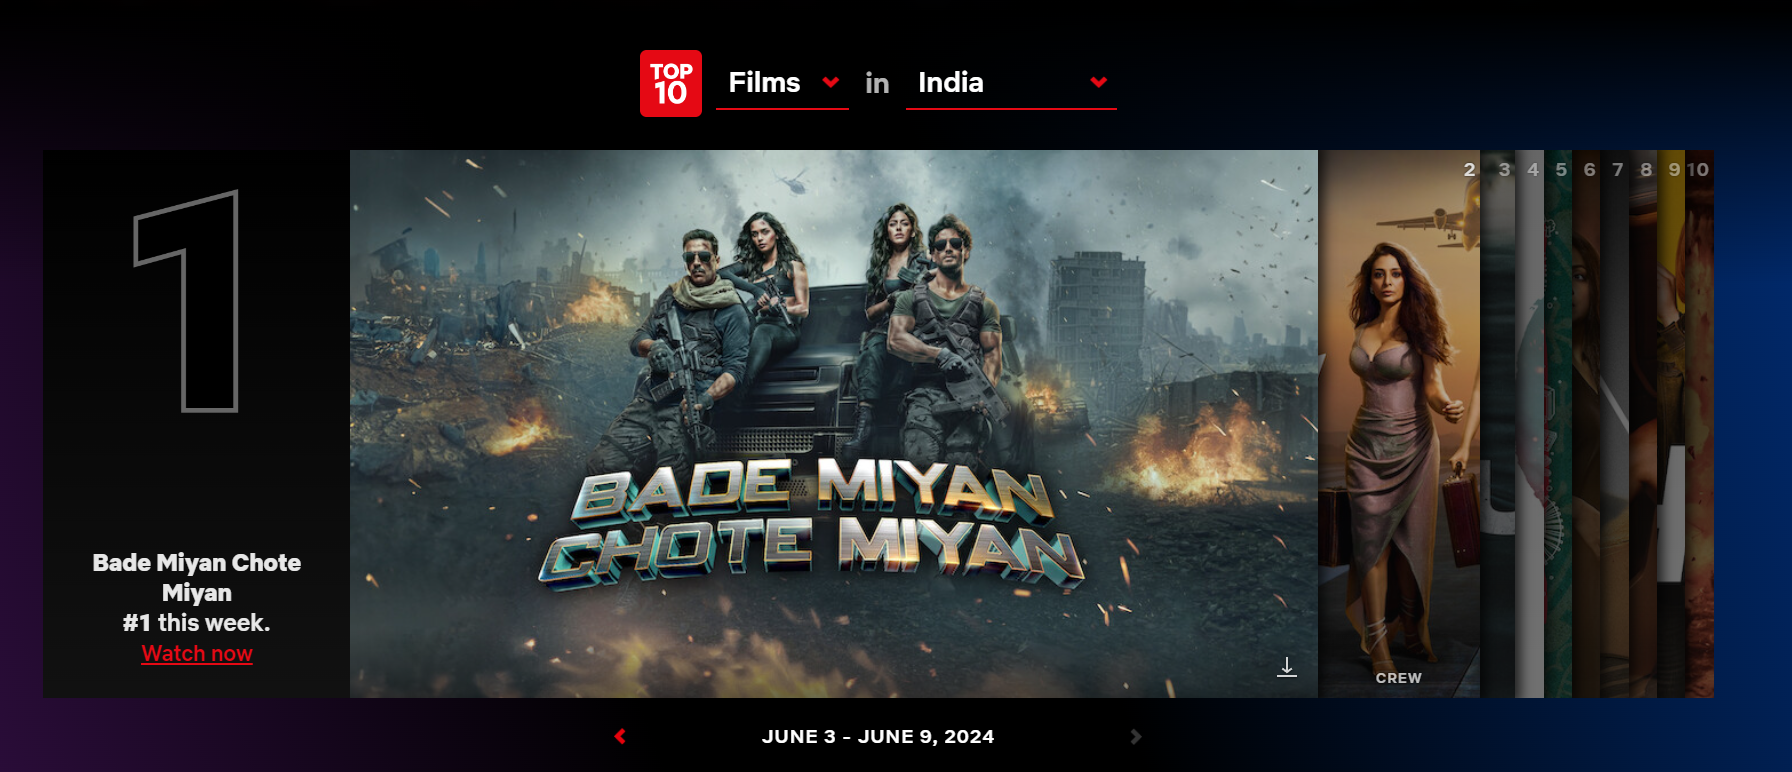 TOP
10
Films in India
1
Bade Miyan Chote
Miyan
#1 this week.
Watch now
BADE MIYAN
CHOTE MIYAN
2 3 4 5 6 7 8 9 10
CREW
JUNE 3 - JUNE 9, 2024